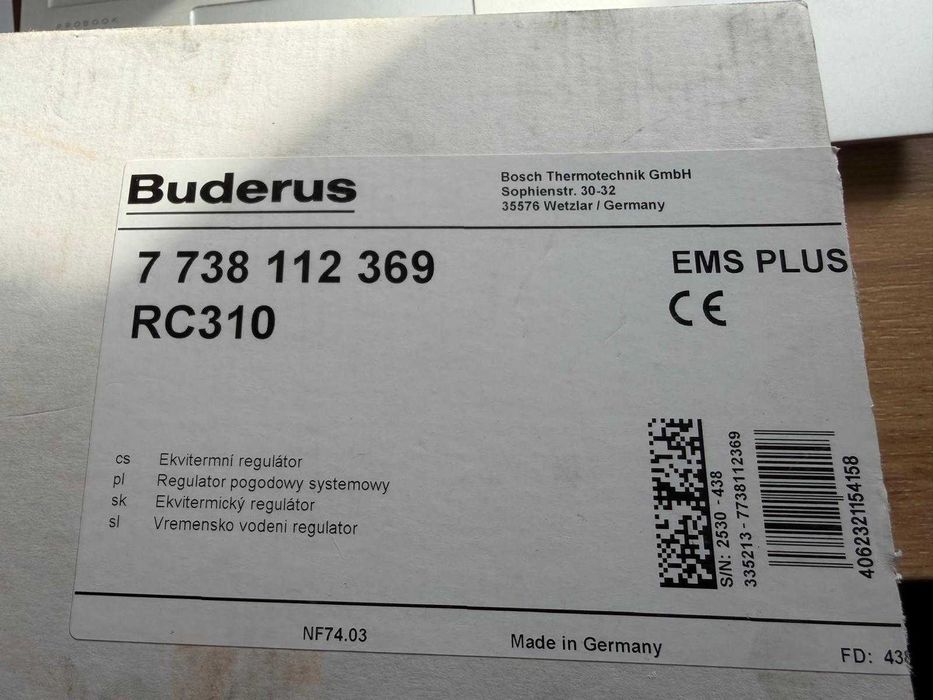 PROBOOK
Buderus
Bosch Thermotechnik GmbH
Sophienstr. 30-32
35576 Wetzlar / Germany
7 738 112 369
RC310
EMS PLUS
CE
cs Ekvitermní regulátor
pl Regulator pogodowy systemowy
sk Ekvitermický regulátor
sl Vremensko vodeni regulator
S/N: 2530 - 438
335213 - 7738112369
4062321154158
NF74.03
Made in Germany
FD: 438